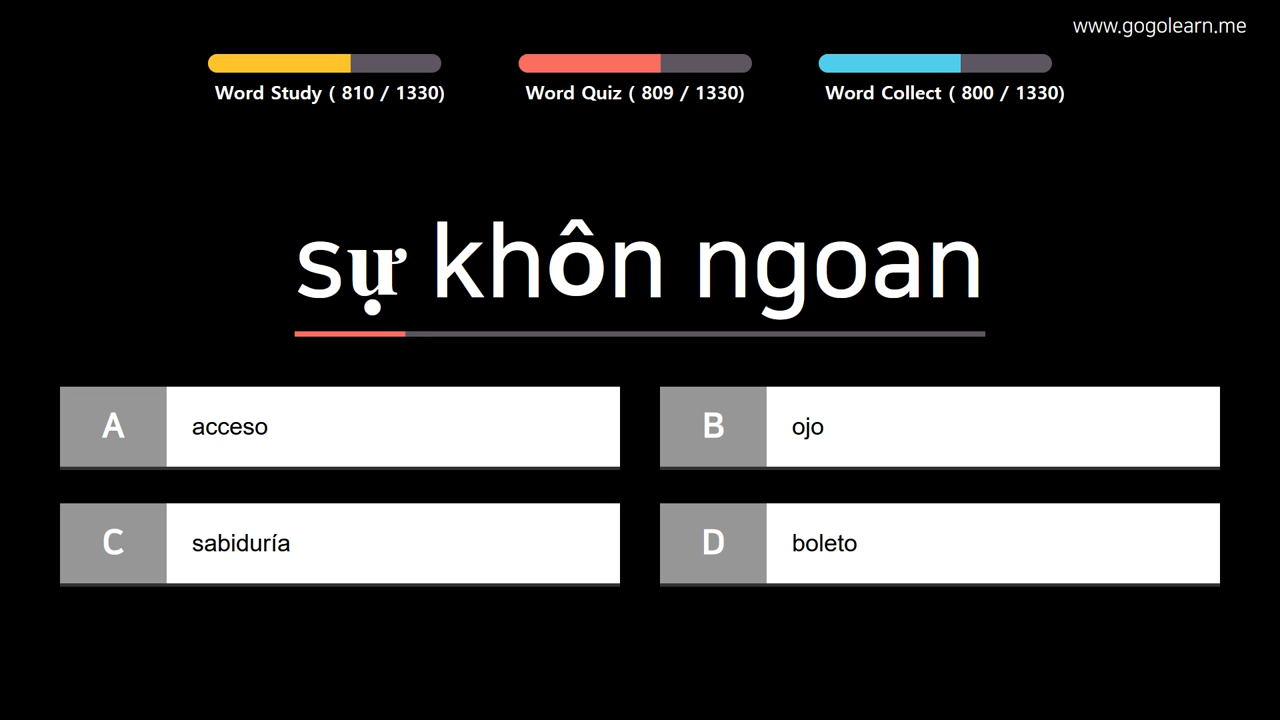 www.gogolearn.me
Word Study ( 810 / 1330)
Word Quiz ( 809 / 1330)
Word Collect ( 800 / 1330)
sự khôn ngoan
A acceso
B ojo
C sabiduría
D boleto